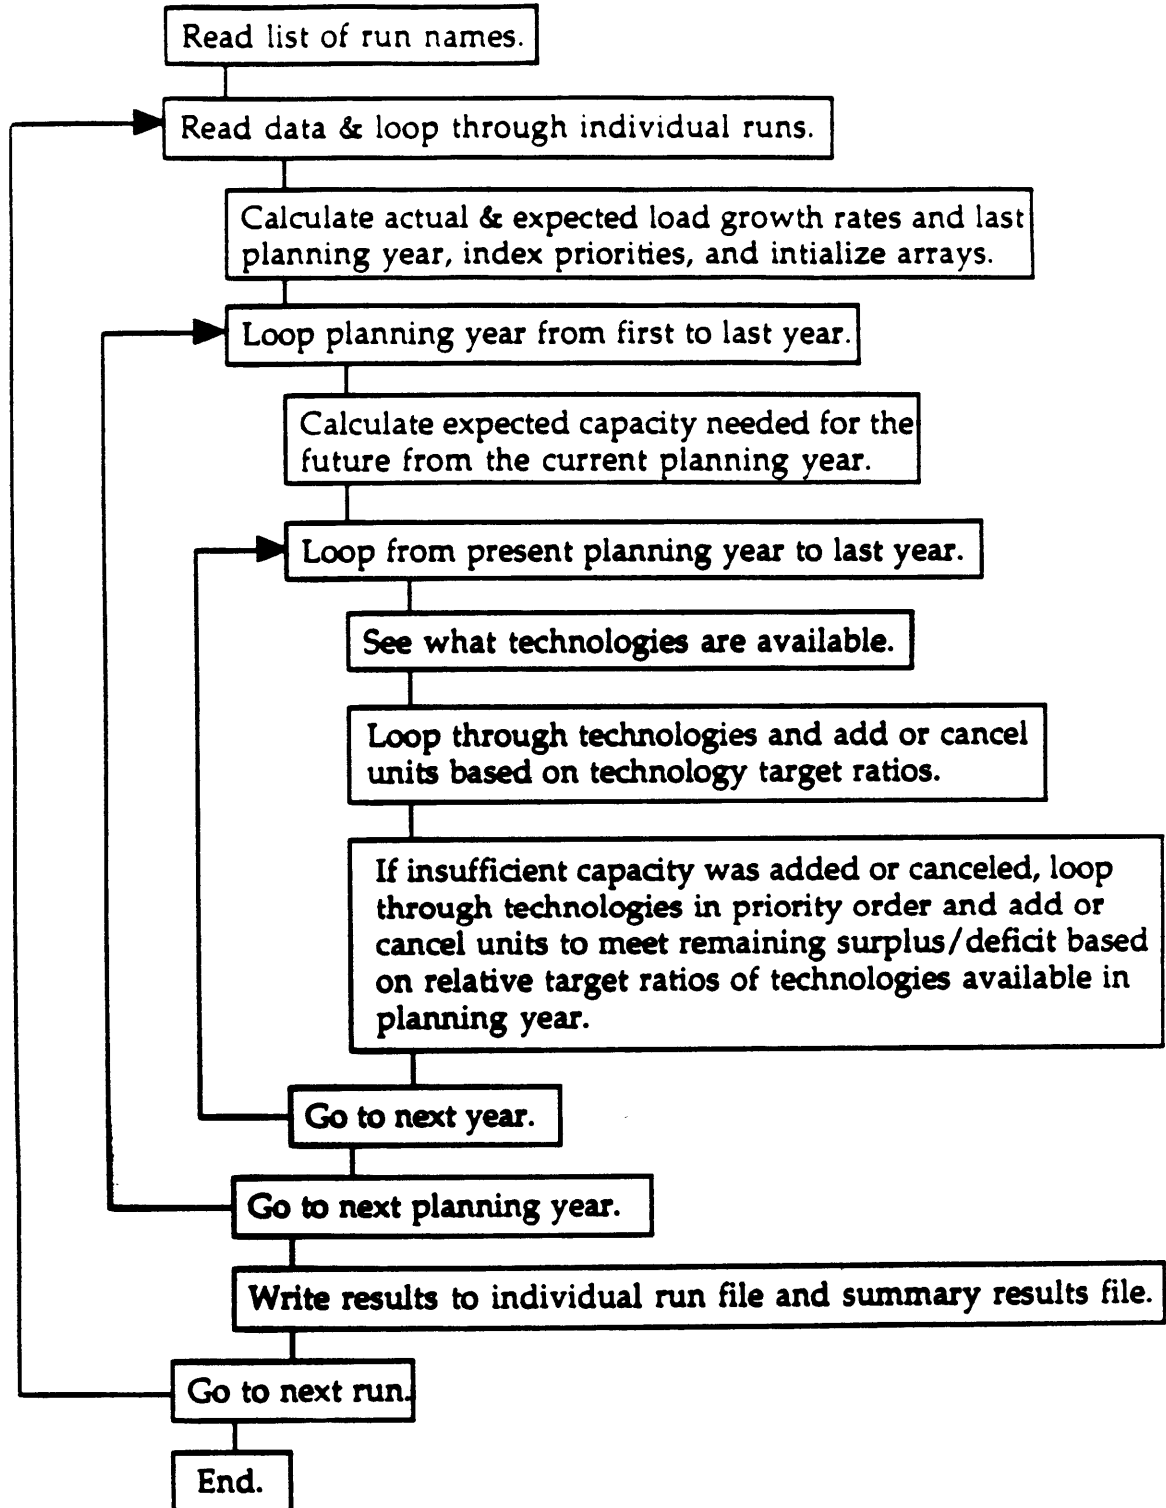 Read list of run names.
Read data & loop through individual runs.
Calculate actual & expected load growth rates and last
planning year, index priorities, and intialize arrays.
Loop planning year from first to last year.
Calculate expected capacity needed for the
future from the current planning year.
Loop from present planning year to last year.
See what technologies are available.
Loop through technologies and add or cancel
units based on technology target ratios.
If insufficient capacity was added or canceled, loop
through technologies in priority order and add or
cancel units to meet remaining surplus/deficit based
on relative target ratios of technologies available in
planning year.
Go to next year.
Go to next planning year.
Write results to individual run file and summary results file.
Go to next run.
End.